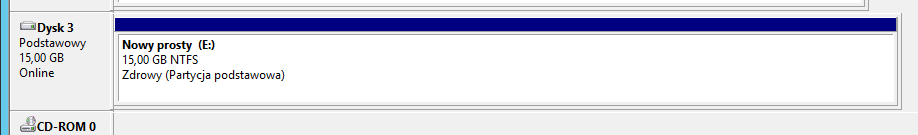 Dysk 3
Podstawowy
15,00 GB
Online
Nowy prosty (E:)
15,00 GB NTFS
Zdrowy (Partycja podstawowa)
CD-ROM 0